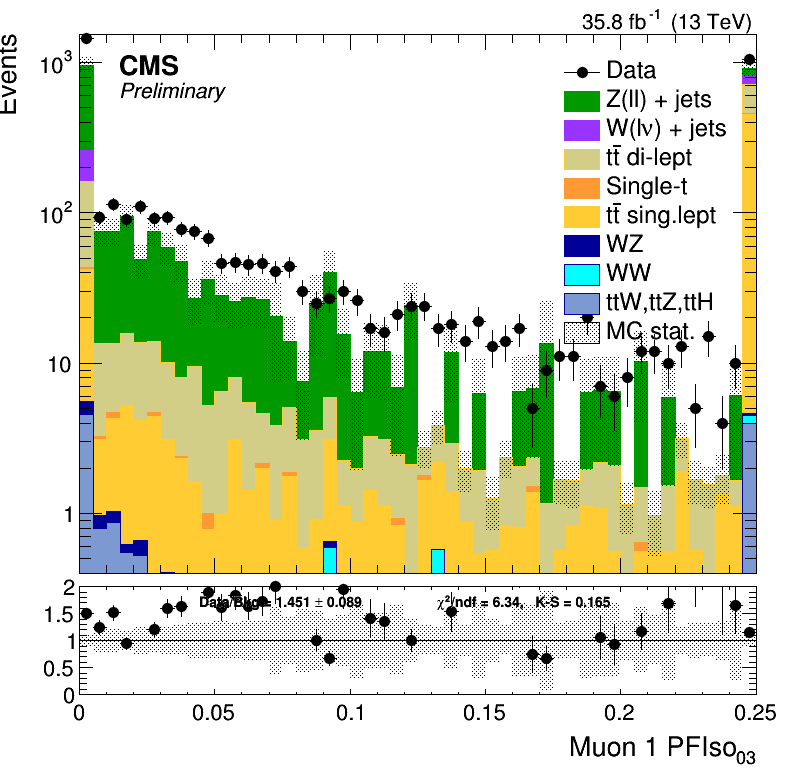 35.8 fb⁻¹ (13 TeV)
Events
CMS
Preliminary
Data
Z(ll) + jets
W(lν) + jets
tt̄ di-lept
Single-t
tt̄ sing.lept
WZ
WW
ttW,ttZ,ttH
MC stat.
10³
10²
10
1
Data/Bkgr = 1.451 ± 0.089
χ²/ndf = 6.34, K-S = 0.165
2
1.5
1
0.5
0
0 0.05 0.1 0.15 0.2 0.25
Muon 1 PFIso₀₃